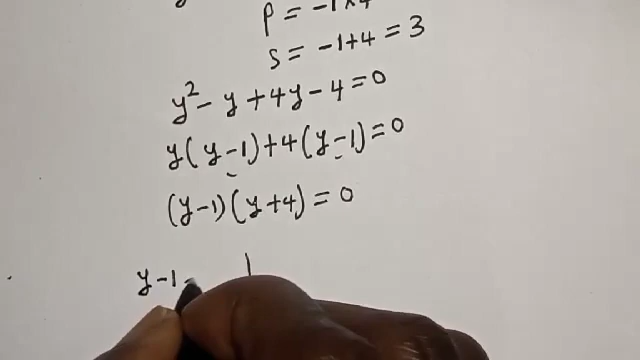 P = -1×4
S = -1+4 = 3
y² - y + 4y - 4 = 0
y(y-1)+4(y-1)=0
(y-1)(y+4)=0
y-1